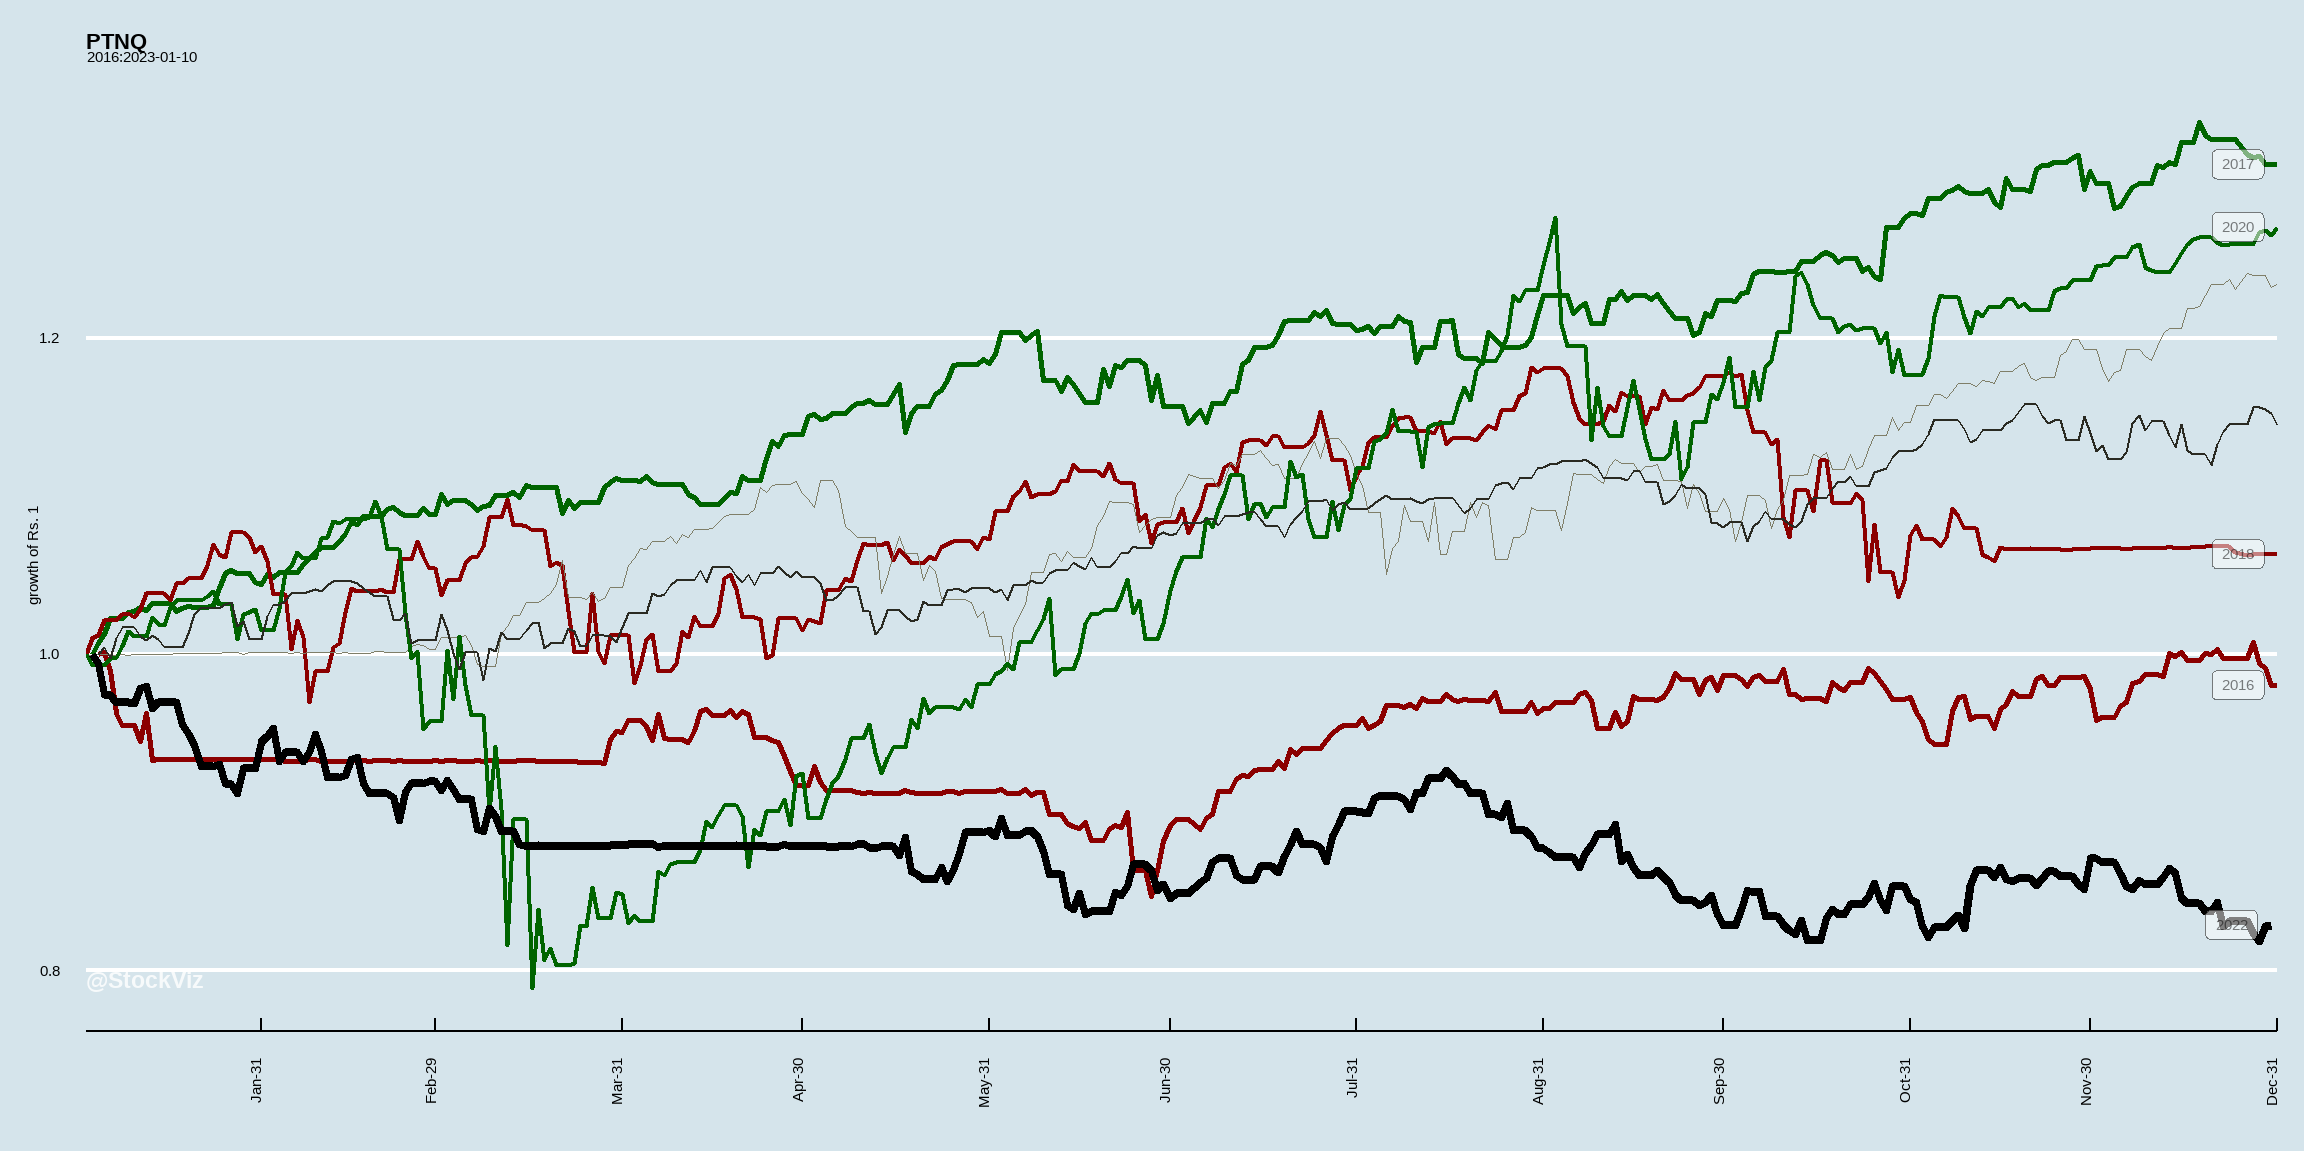 PTNQ
2016:2023-01-10
growth of Rs. 1
1.2
1.0
0.8
2017
2020
2018
2016
2022
@StockViz
Jan-31
Feb-29
Mar-31
Apr-30
May-31
Jun-30
Jul-31
Aug-31
Sep-30
Oct-31
Nov-30
Dec-31